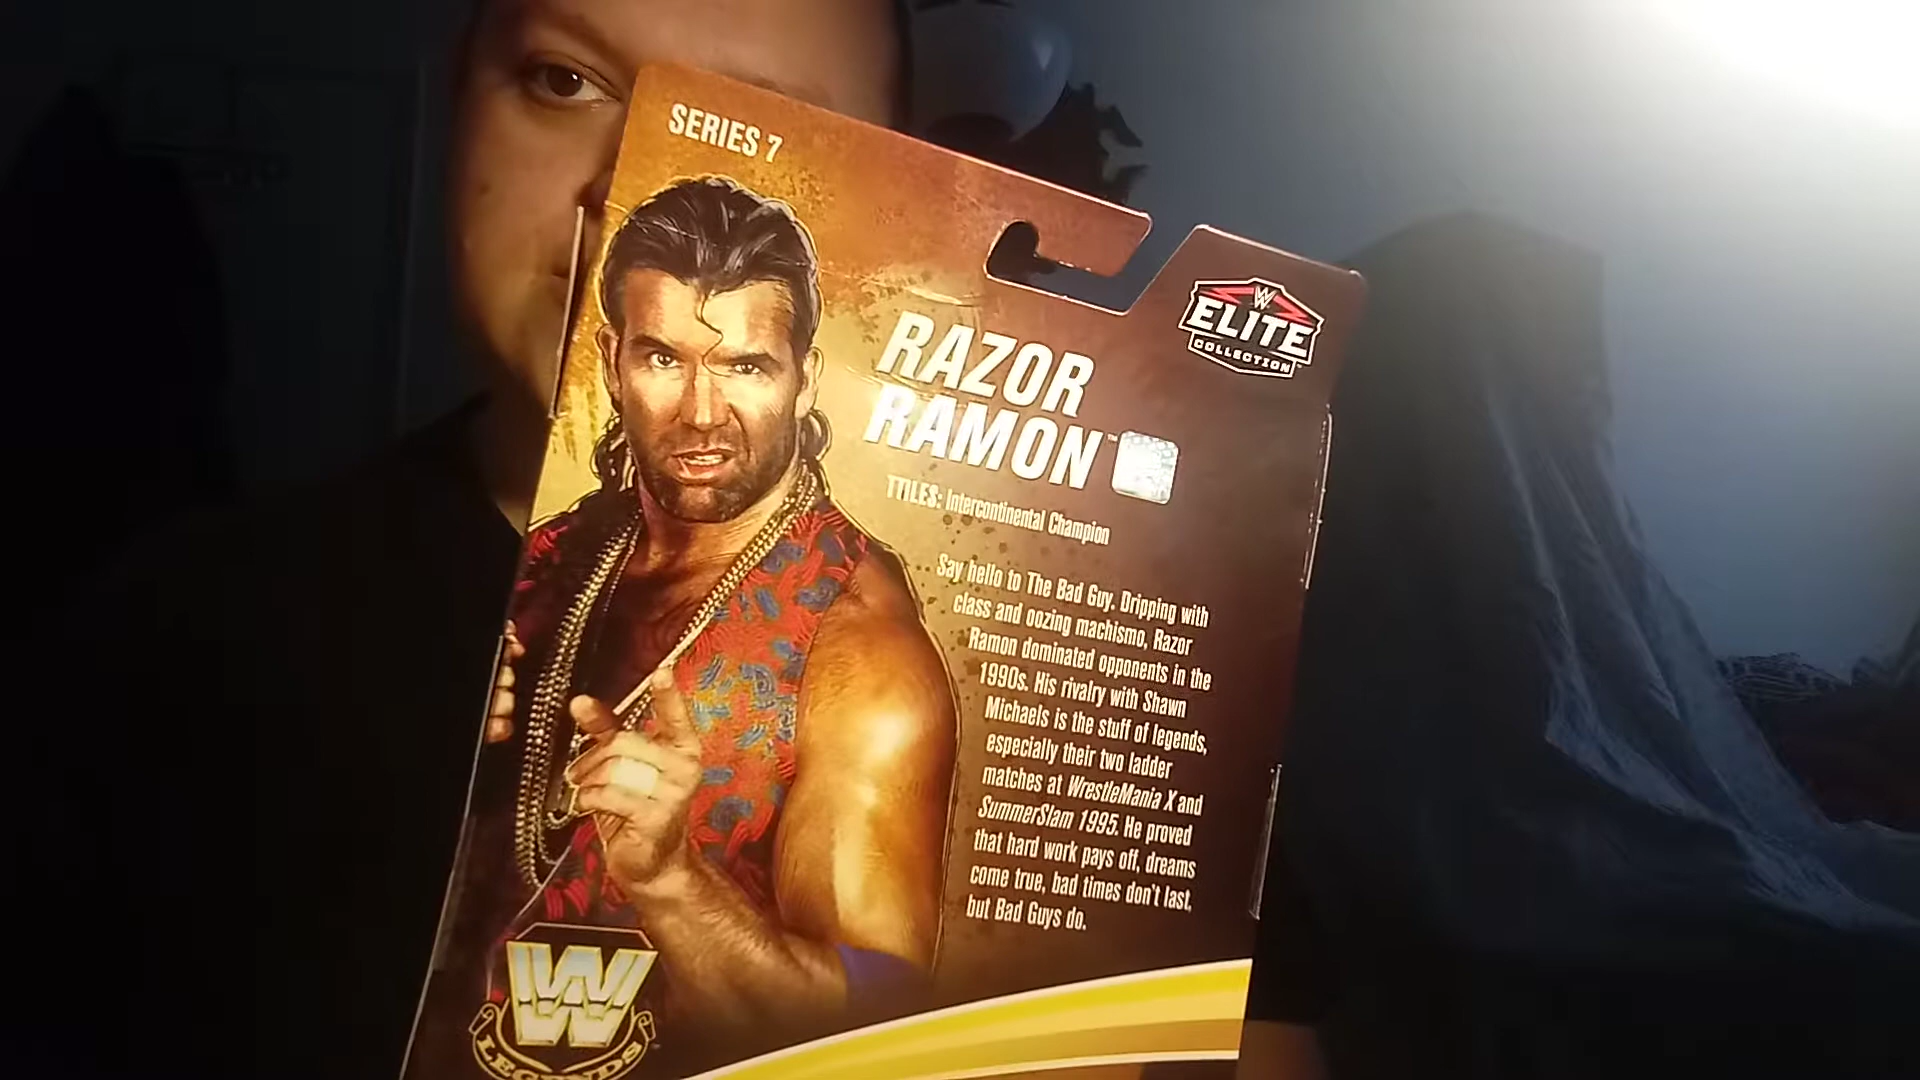 SERIES 7
W
ELITE
COLLECTION
RAZOR
RAMON™
TTILES: Intercontinental Champion
Say hello to The Bad Guy. Dripping with
class and oozing machismo, Razor
Ramon dominated opponents in the
1990s. His rivalry with Shawn
Michaels is the stuff of legends,
especially their two ladder
matches at WrestleMania X and
SummerSlam 1995. He proved
that hard work pays off, dreams
come true, bad times don't last,
but Bad Guys do.
W
LEGENDS